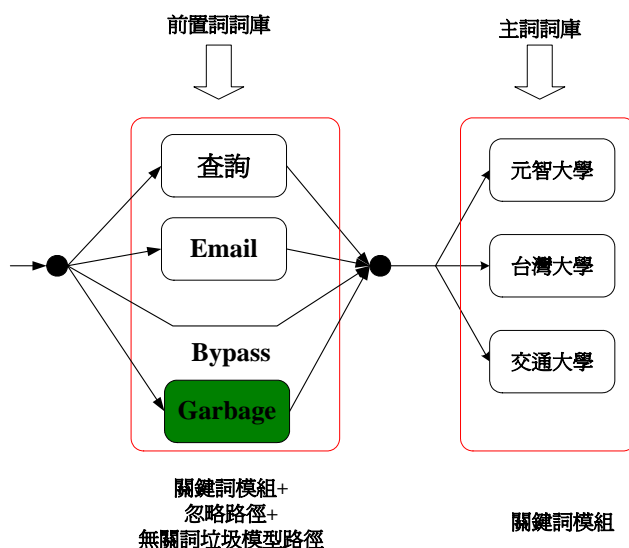 前置詞詞庫
主詞詞庫
查詢
Email
Bypass
Garbage
元智大學
台灣大學
交通大學
關鍵詞模組+
忽略路徑+
無關詞垃圾模型路徑
關鍵詞模組